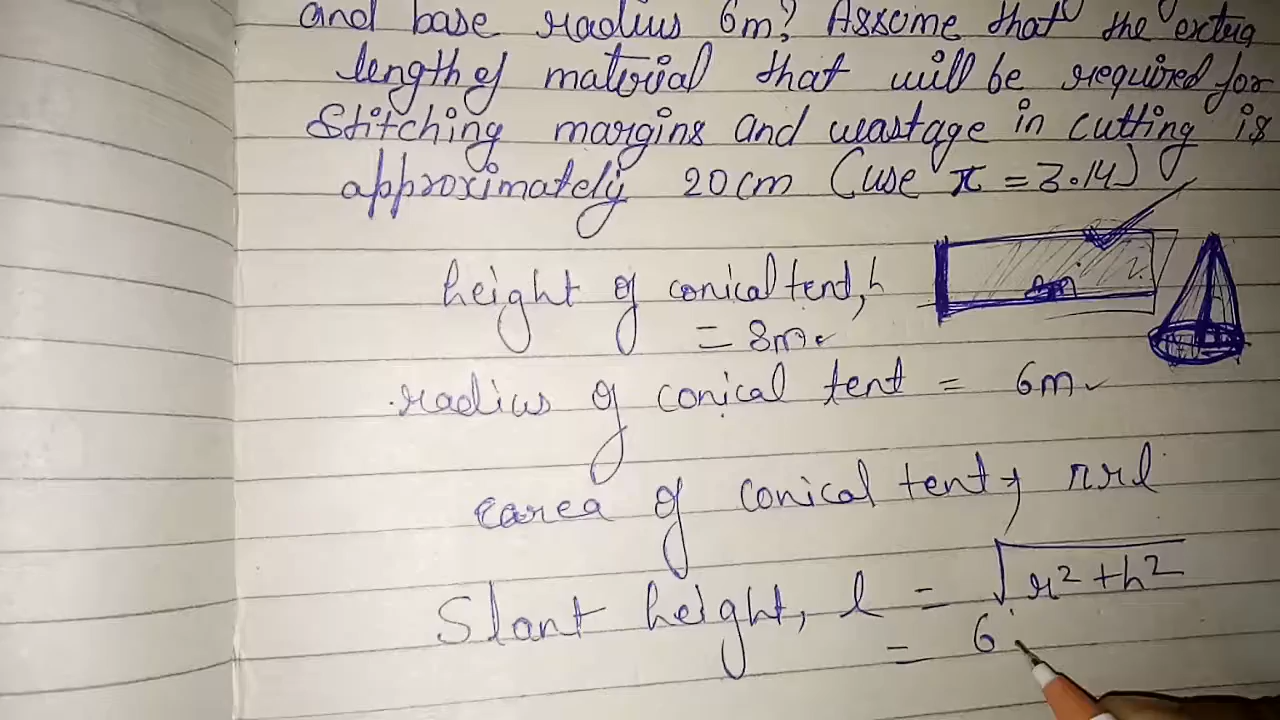 and base radius 6m? Assume that the extra
length of material that will be required for
Stitching margins and wastage in cutting is
approximately 20cm (use π = 3.14)
height of conical tend, h
= 8m
radius of conical tent = 6m
carea of conical tent πrl
Slant height, l = √r²+h²
= 6